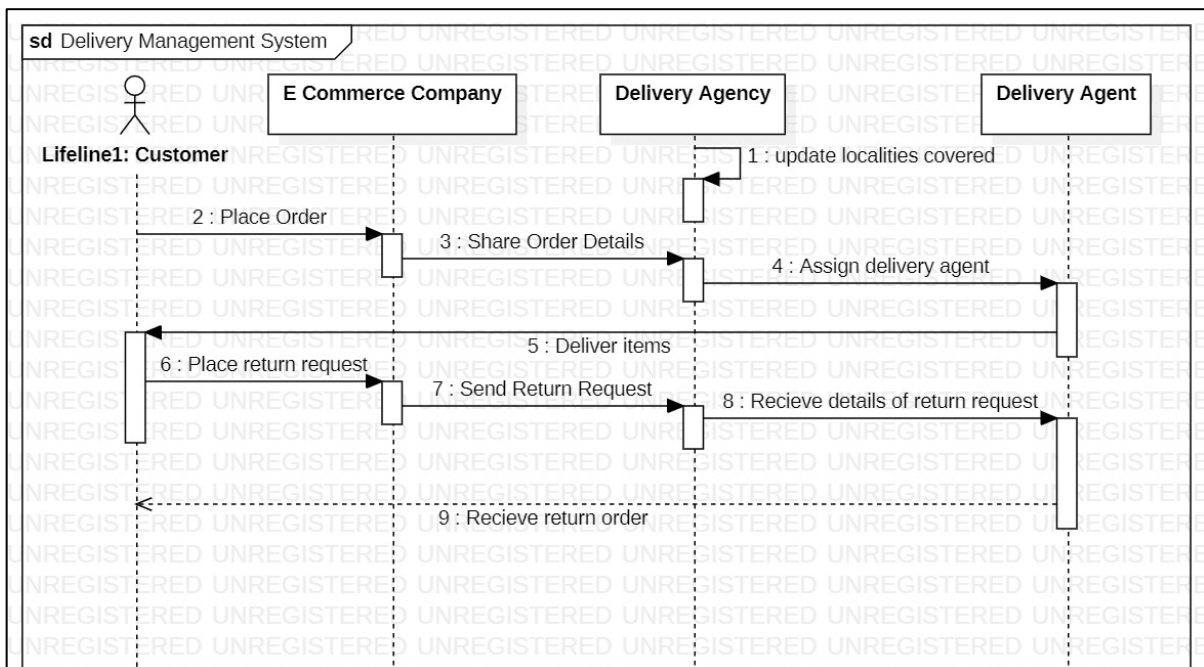 sd Delivery Management System
E Commerce Company
Delivery Agency
Delivery Agent
Lifeline1: Customer
1 : update localities covered
2 : Place Order
3 : Share Order Details
4 : Assign delivery agent
5 : Deliver items
6 : Place return request
7 : Send Return Request
8 : Recieve details of return request
9 : Recieve return order
UNREGISTERED